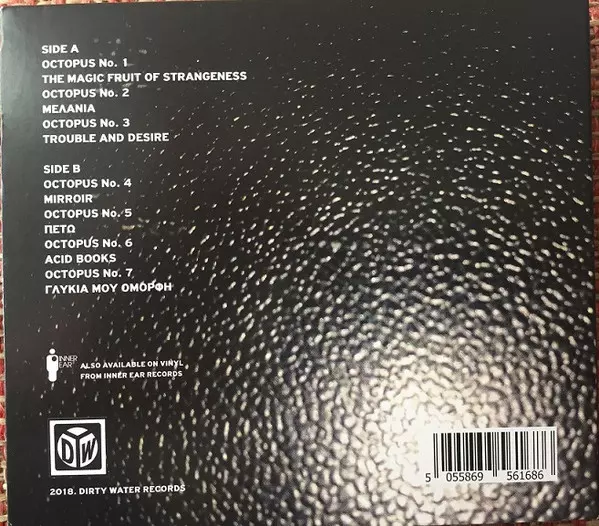 SIDE A
OCTOPUS No. 1
THE MAGIC FRUIT OF STRANGENESS
OCTOPUS No. 2
ΜΕΛΑΝΙΑ
OCTOPUS No. 3
TROUBLE AND DESIRE
SIDE B
OCTOPUS No. 4
MIRROIR
OCTOPUS No. 5
ΠΕΤΩ
OCTOPUS No. 6
ACID BOOKS
OCTOPUS No. 7
ΓΛΥΚΙΑ ΜΟΥ ΟΜΟΡΦΗ
INNER
EAR
ALSO AVAILABLE ON VINYL
FROM INNER EAR RECORDS
DYW
2018. DIRTY WATER RECORDS
5 055869 561686